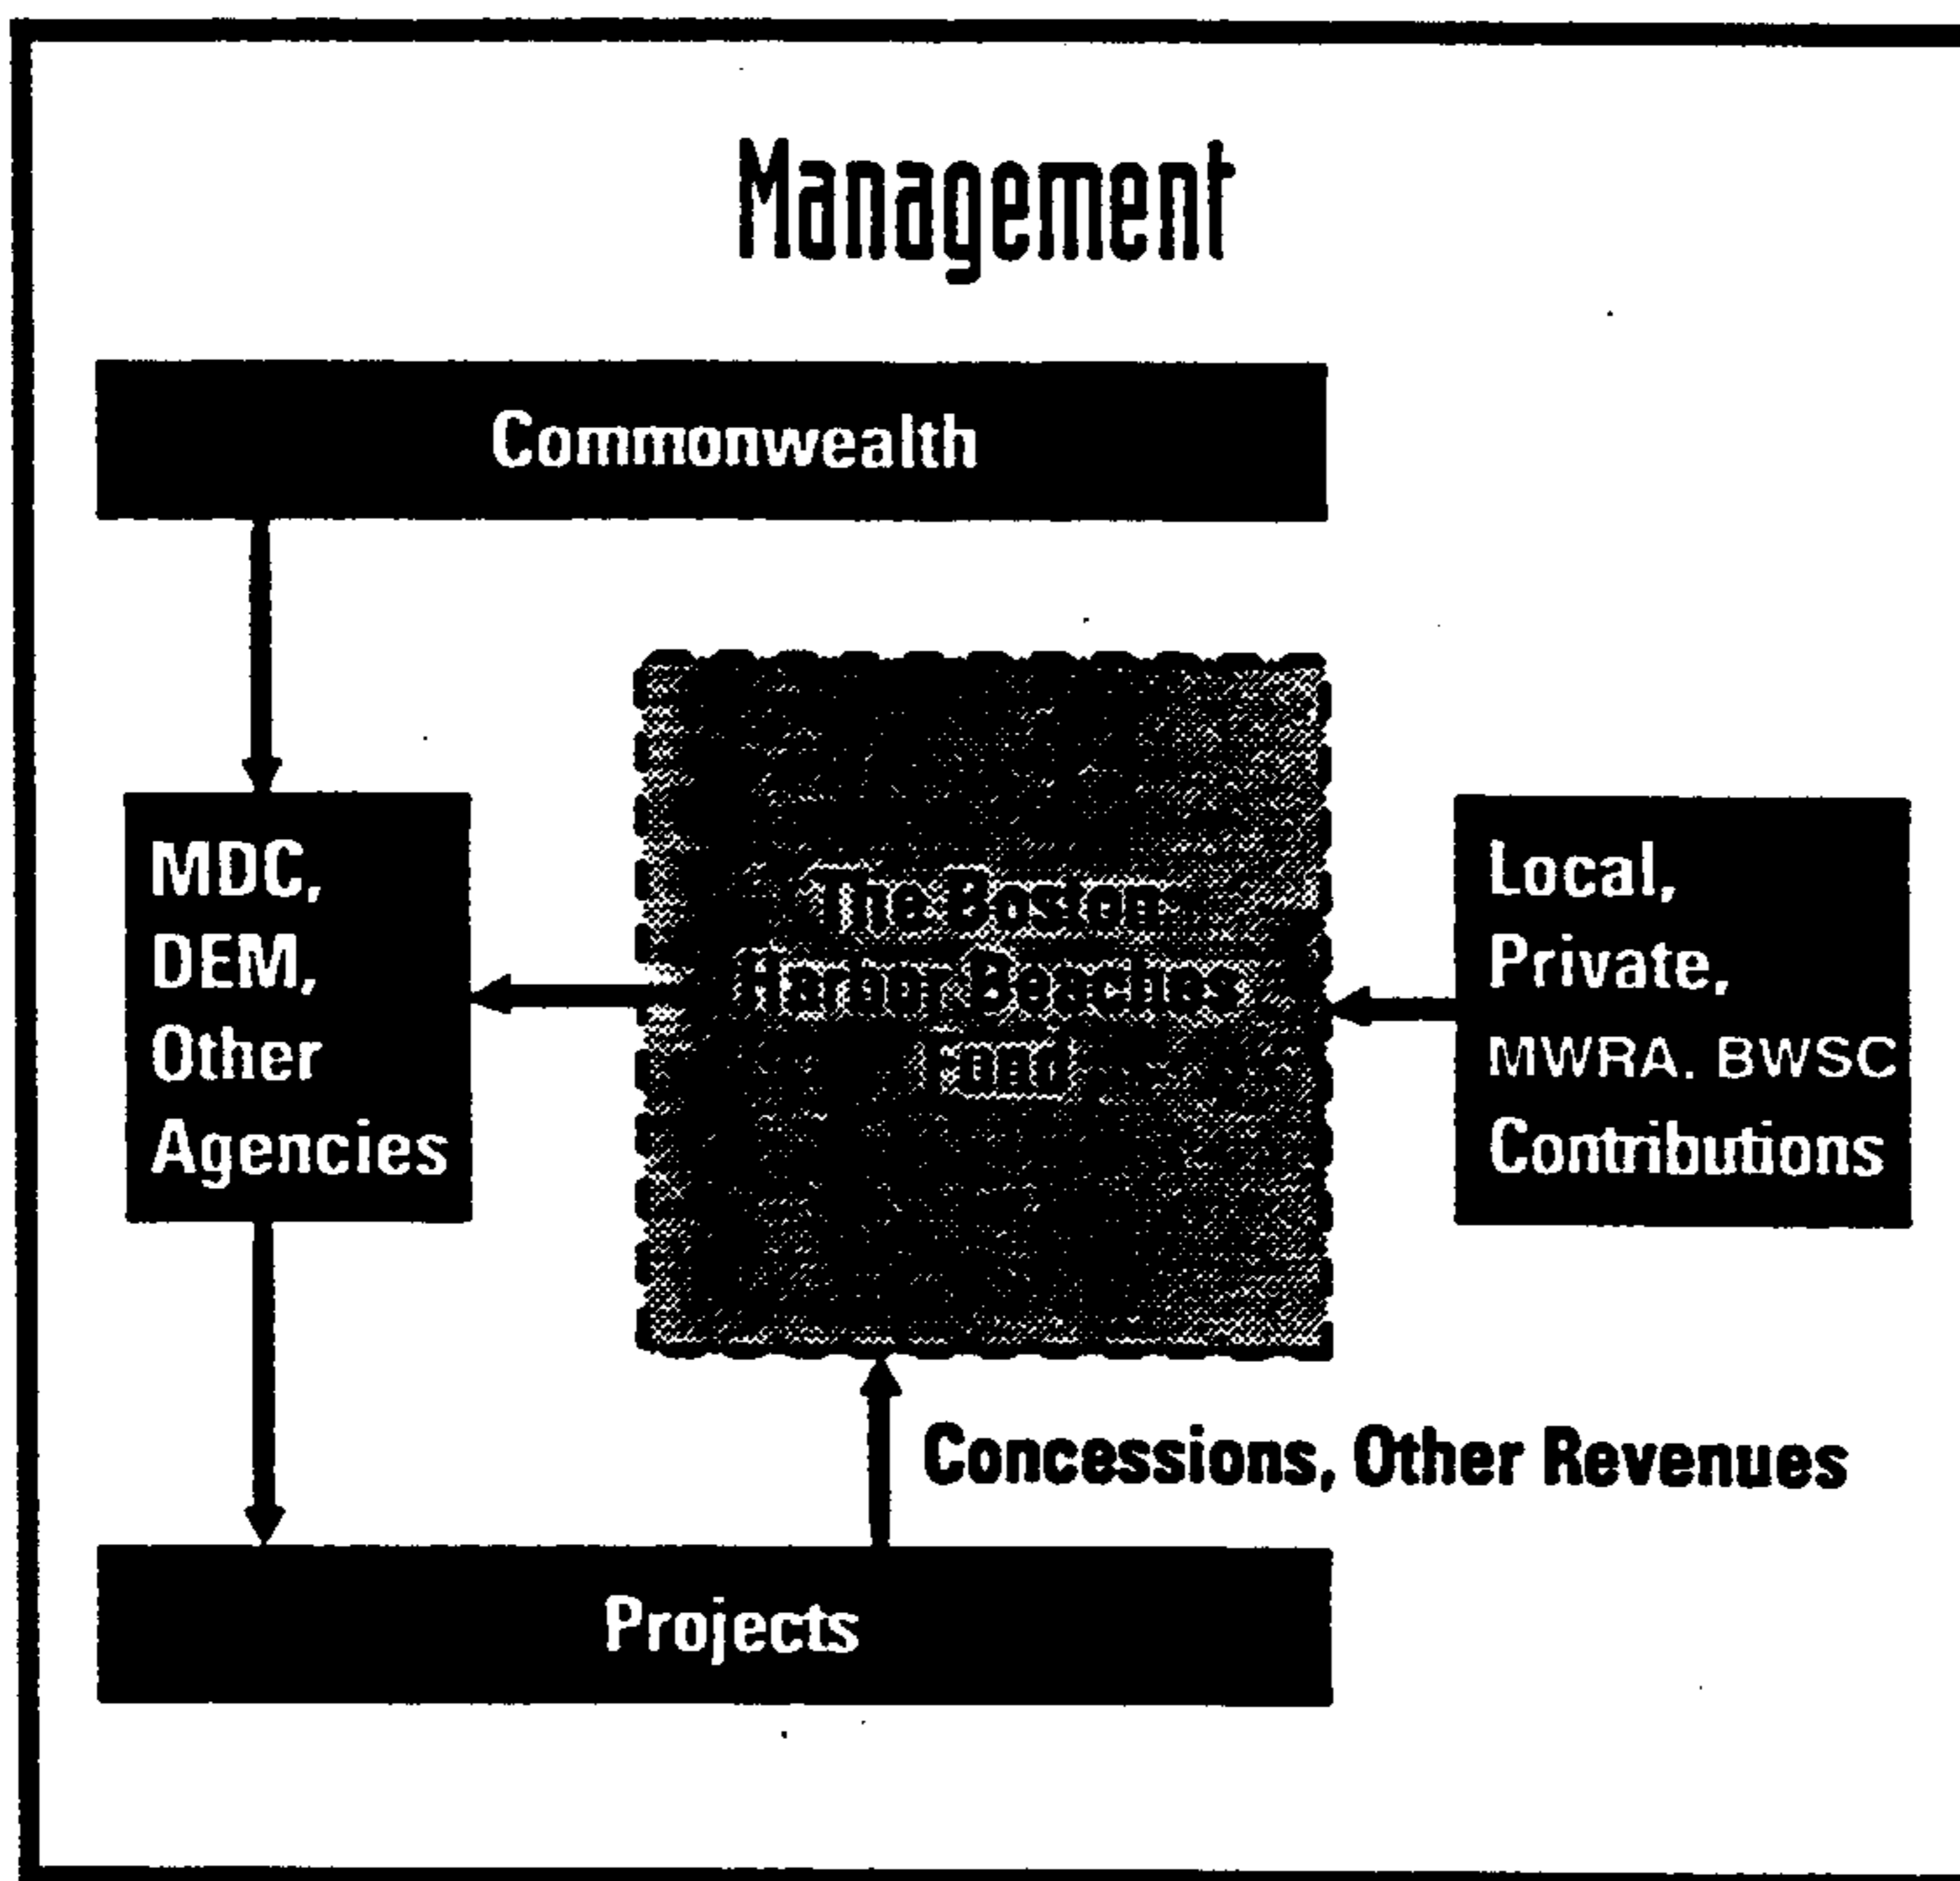 Management
Commonwealth
MDC,
DEM,
Other
Agencies
The Boston
Harbor Beaches
Fund
Local,
Private,
MWRA. BWSC
Contributions
Concessions, Other Revenues
Projects